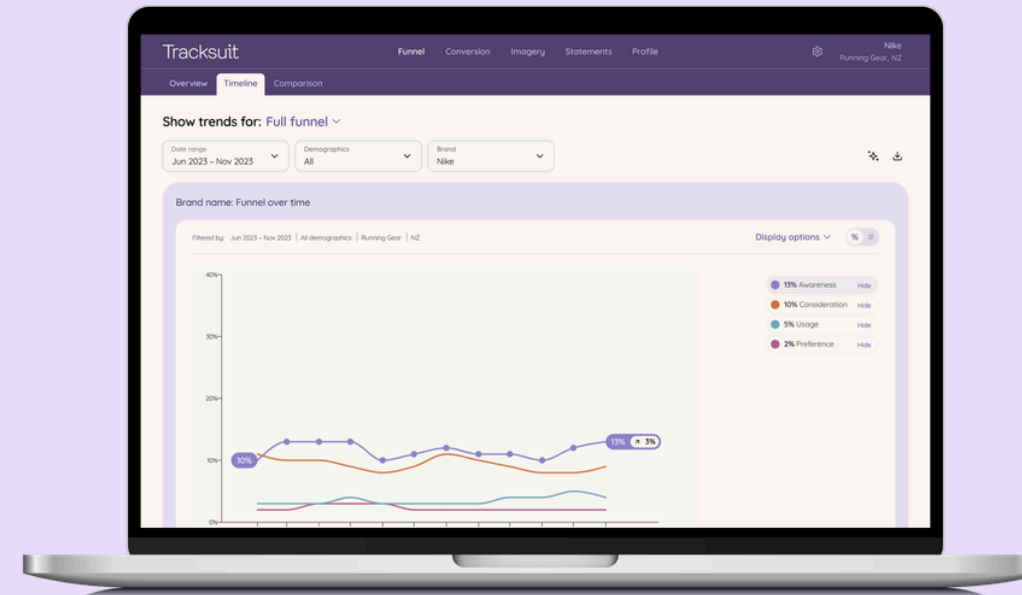 Tracksuit
Funnel Conversion Imagery Statements Profile
Nike
Running Gear, NZ
Overview Timeline Comparison
Show trends for: Full funnel
Date range
Jun 2023 – Nov 2023
Demographics
All
Brand
Nike
Brand name: Funnel over time
Filtered by: Jun 2023 – Nov 2023 | All demographics | Running Gear | NZ
Display options
% #
40%
30%
20%
10%
0%
10%
13% ↗ 3%
13% Awareness Hide
10% Consideration Hide
5% Usage Hide
2% Preference Hide